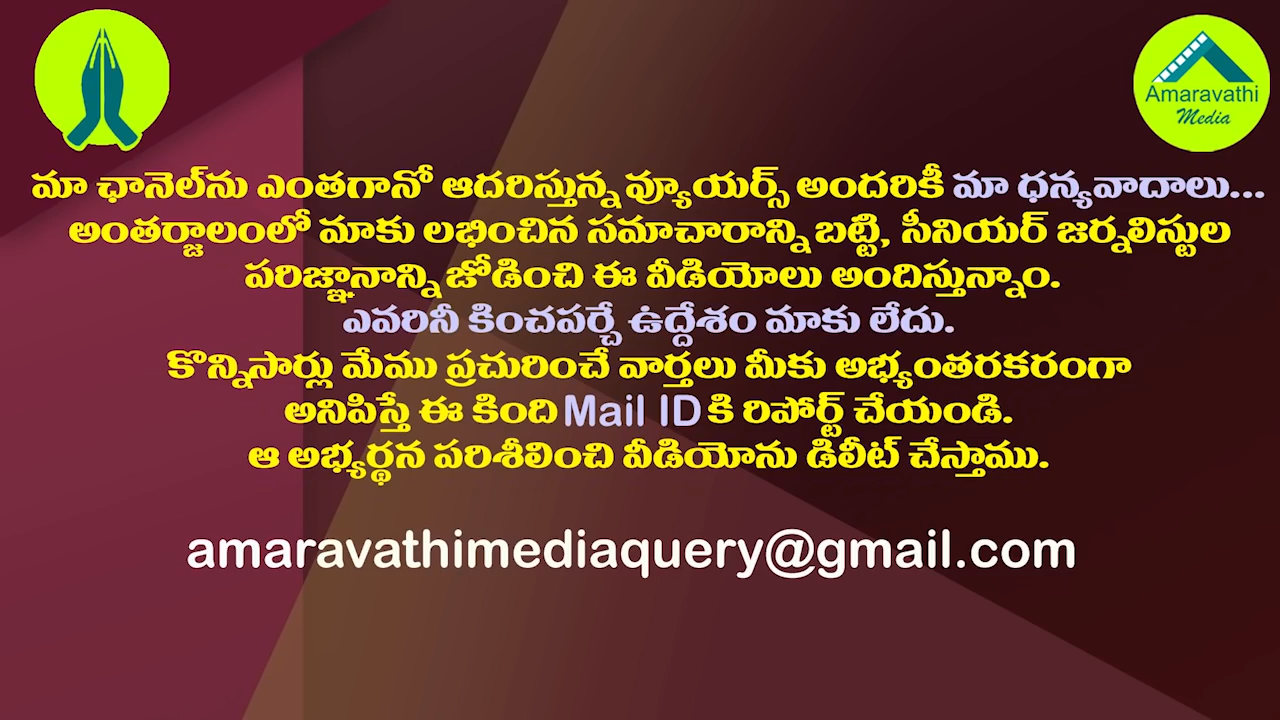 Amaravathi
Media
మా ఛానెల్‌ను ఎంతగానో ఆదరిస్తున్న వ్యూయర్స్ అందరికీ మా ధన్యవాదాలు...
అంతర్జాలంలో మాకు లభించిన సమాచారాన్ని బట్టి, సీనియర్ జర్నలిస్టుల
పరిజ్ఞానాన్ని జోడించి ఈ వీడియోలు అందిస్తున్నాం.
ఎవరినీ కించపర్చే ఉద్దేశం మాకు లేదు.
కొన్నిసార్లు మేము ప్రచురించే వార్తలు మీకు అభ్యంతరకరంగా
అనిపిస్తే ఈ కింది Mail ID కి రిపోర్ట్ చేయండి.
ఆ అభ్యర్థన పరిశీలించి వీడియోను డిలీట్ చేస్తాము.
amaravathimediaquery@gmail.com